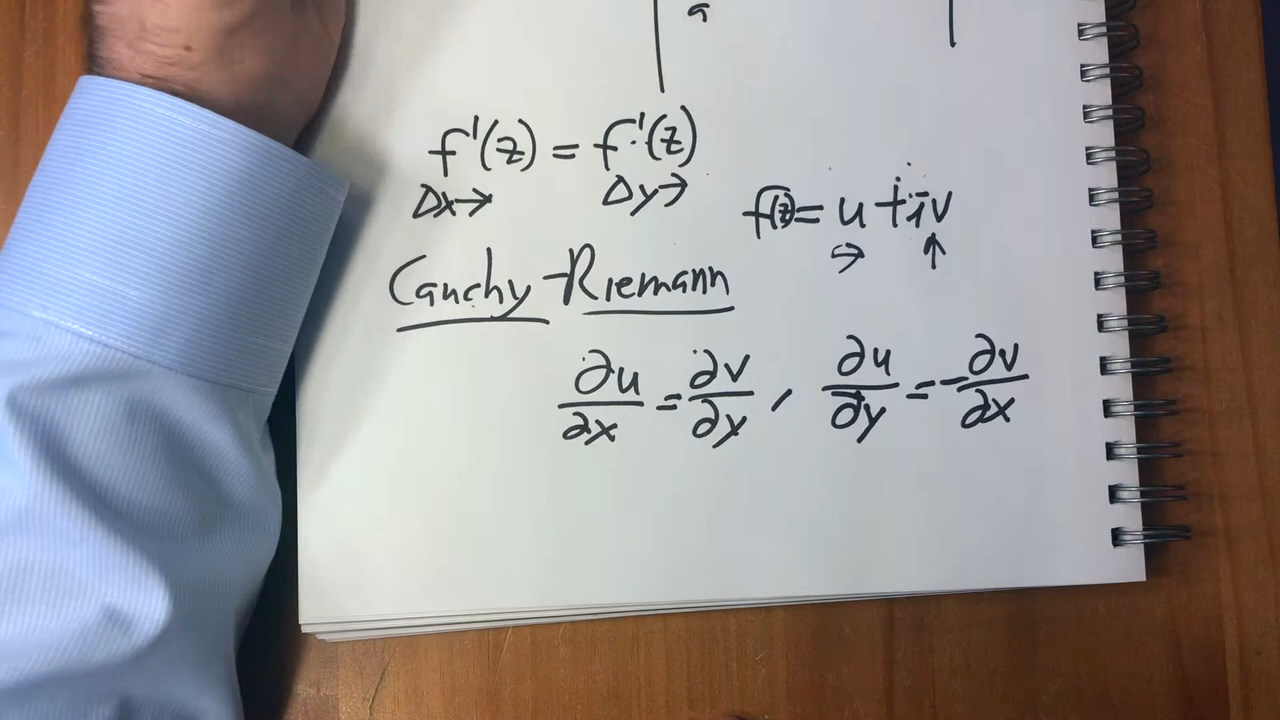 a
f'(z) = f'(z)
Δx→ Δy→
f(z) = u + iv
→ ↑
Cauchy-Riemann
∂u/∂x = ∂v/∂y , ∂u/∂y = -∂v/∂x